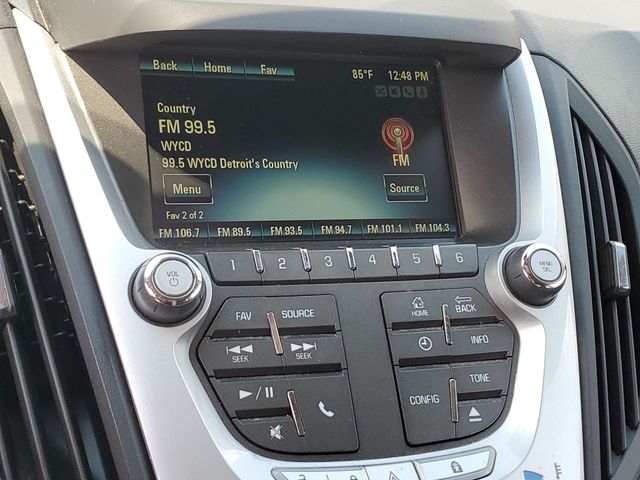 Back Home Fav 85°F 12:48 PM
Country
FM 99.5
WYCD
99.5 WYCD Detroit's Country
FM
Menu Source
Fav 2 of 2
FM 106.7 FM 89.5 FM 93.5 FM 94.7 FM 101.1 FM 104.3
1 2 3 4 5 6
VOL
MENU
SEL
FAV SOURCE
HOME BACK
SEEK SEEK
INFO
CONFIG TONE